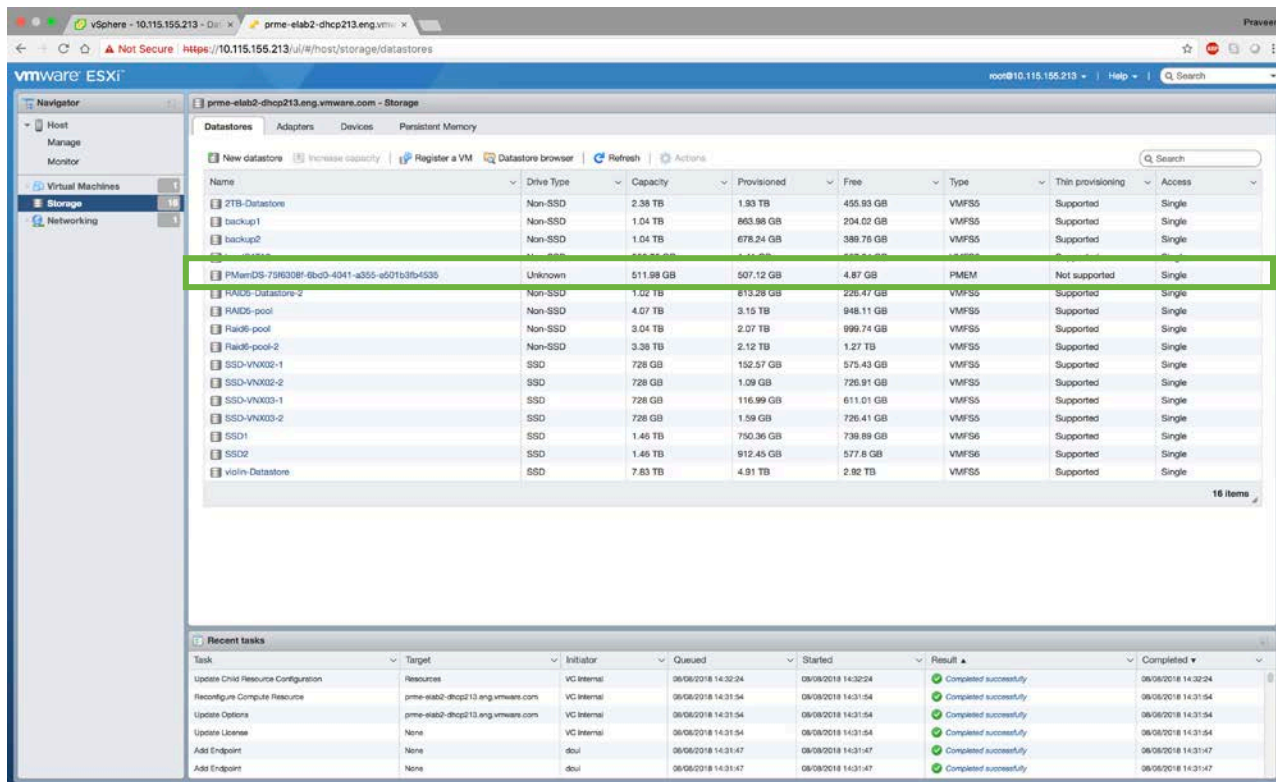 vSphere - 10.115.155.213 - Da
prme-elab2-dhcp213.eng.vmw
Praveen
Not Secure https://10.115.155.213/ui/#/host/storage/datastores
vmware ESXi
root@10.115.155.213 Help Search
Navigator
Host
Manage
Monitor
Virtual Machines 1
Storage 16
Networking 1
prme-elab2-dhcp213.eng.vmware.com - Storage
Datastores Adapters Devices Persistent Memory
New datastore Increase capacity Register a VM Datastore browser Refresh Actions
Search
Name Drive Type Capacity Provisioned Free Type Thin provisioning Access
2TB-Datastore Non-SSD 2.38 TB 1.93 TB 455.93 GB VMFS5 Supported Single
backup1 Non-SSD 1.04 TB 863.98 GB 204.02 GB VMFS5 Supported Single
backup2 Non-SSD 1.04 TB 678.24 GB 389.76 GB VMFS5 Supported Single
PMemDS-75f6308f-6bd0-4041-a355-e501b3fb4535 Unknown 511.98 GB 507.12 GB 4.87 GB PMEM Not supported Single
RAID5-Datastore-2 Non-SSD 1.02 TB 813.28 GB 226.47 GB VMFS5 Supported Single
RAID5-pool Non-SSD 4.07 TB 3.15 TB 948.11 GB VMFS5 Supported Single
Raid6-pool Non-SSD 3.04 TB 2.07 TB 999.74 GB VMFS5 Supported Single
Raid6-pool-2 Non-SSD 3.38 TB 2.12 TB 1.27 TB VMFS5 Supported Single
SSD-VNX02-1 SSD 728 GB 152.57 GB 575.43 GB VMFS5 Supported Single
SSD-VNX02-2 SSD 728 GB 1.09 GB 726.91 GB VMFS5 Supported Single
SSD-VNX03-1 SSD 728 GB 116.99 GB 611.01 GB VMFS5 Supported Single
SSD-VNX03-2 SSD 728 GB 1.59 GB 726.41 GB VMFS5 Supported Single
SSD1 SSD 1.46 TB 750.36 GB 739.89 GB VMFS6 Supported Single
SSD2 SSD 1.46 TB 912.45 GB 577.8 GB VMFS6 Supported Single
violin-Datastore SSD 7.83 TB 4.91 TB 2.92 TB VMFS5 Supported Single
16 items
Recent tasks
Task Target Initiator Queued Started Result Completed
Update Child Resource Configuration Resources VC Internal 08/08/2018 14:32:24 08/08/2018 14:32:24 Completed successfully 08/08/2018 14:32:24
Reconfigure Compute Resource prme-elab2-dhcp213.eng.vmware.com VC Internal 08/08/2018 14:31:54 08/08/2018 14:31:54 Completed successfully 08/08/2018 14:31:54
Update Options prme-elab2-dhcp213.eng.vmware.com VC Internal 08/08/2018 14:31:54 08/08/2018 14:31:54 Completed successfully 08/08/2018 14:31:54
Update License None VC Internal 08/08/2018 14:31:54 08/08/2018 14:31:54 Completed successfully 08/08/2018 14:31:54
Add Endpoint None dcui 08/08/2018 14:31:47 08/08/2018 14:31:47 Completed successfully 08/08/2018 14:31:47
Add Endpoint None dcui 08/08/2018 14:31:47 08/08/2018 14:31:47 Completed successfully 08/08/2018 14:31:47